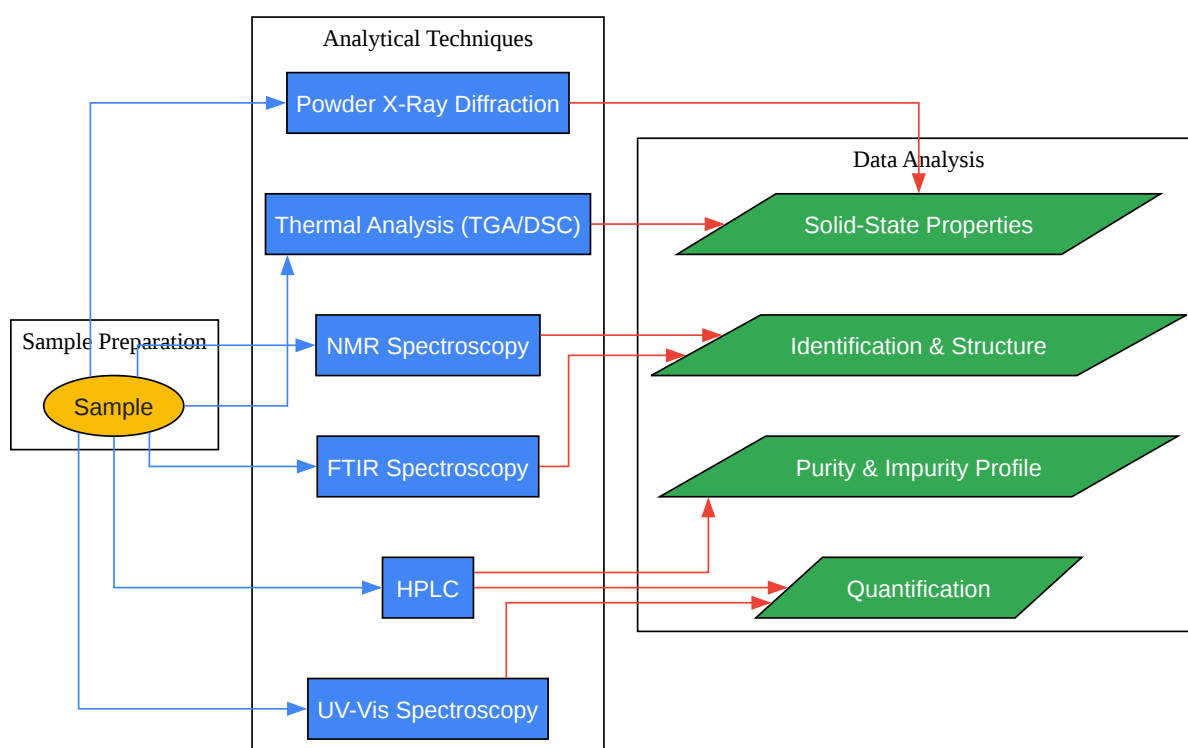 Analytical Techniques
Powder X-Ray Diffraction
Data Analysis
Thermal Analysis (TGA/DSC)
Solid-State Properties
Sample Preparation
NMR Spectroscopy
Identification & Structure
Sample
FTIR Spectroscopy
Purity & Impurity Profile
HPLC
Quantification
UV-Vis Spectroscopy